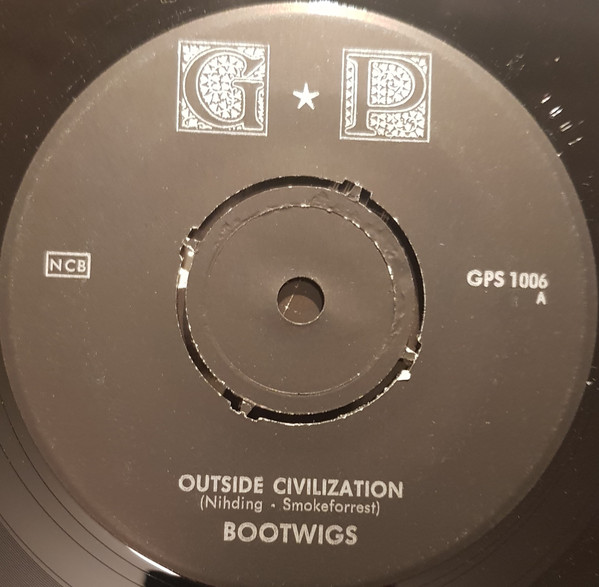 G ★ P
NCB
GPS 1006
A
OUTSIDE CIVILIZATION
(Nihding - Smokeforrest)
BOOTWIGS